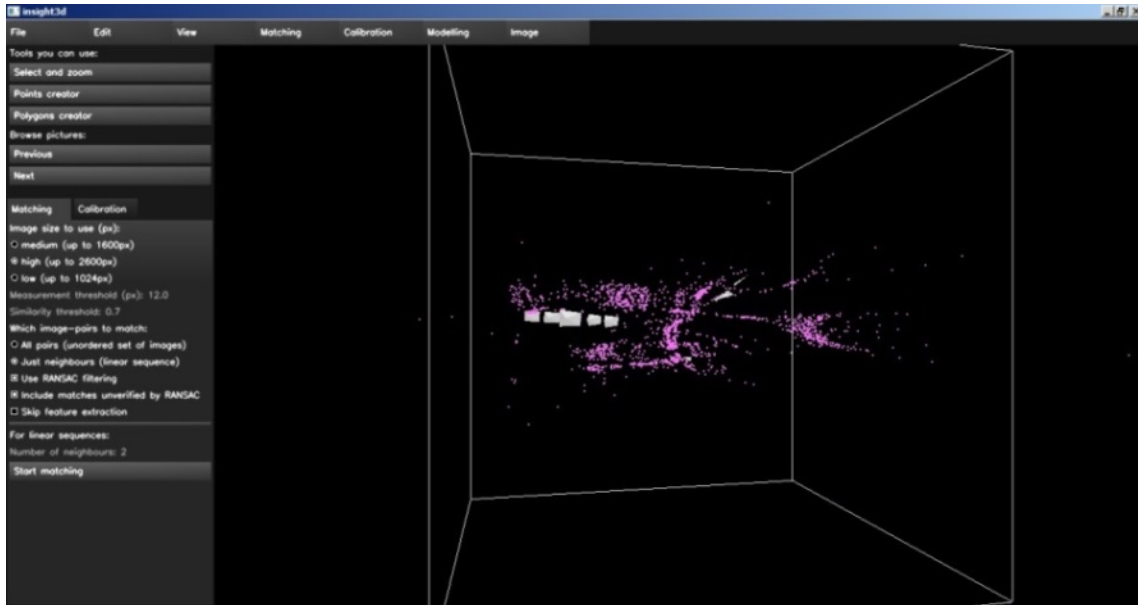 insight3d
File Edit View Matching Calibration Modelling Image
Tools you can use:
Select and zoom
Points creator
Polygons creator
Browse pictures:
Previous
Next
Matching Calibration
Image size to use (px):
medium (up to 1600px)
high (up to 2600px)
low (up to 1024px)
Measurement threshold (px): 12.0
Similarity threshold: 0.7
Which image-pairs to match:
All pairs (unordered set of images)
Just neighbours (linear sequence)
Use RANSAC filtering
Include matches unverified by RANSAC
Skip feature extraction
For linear sequences:
Number of neighbours: 2
Start matching